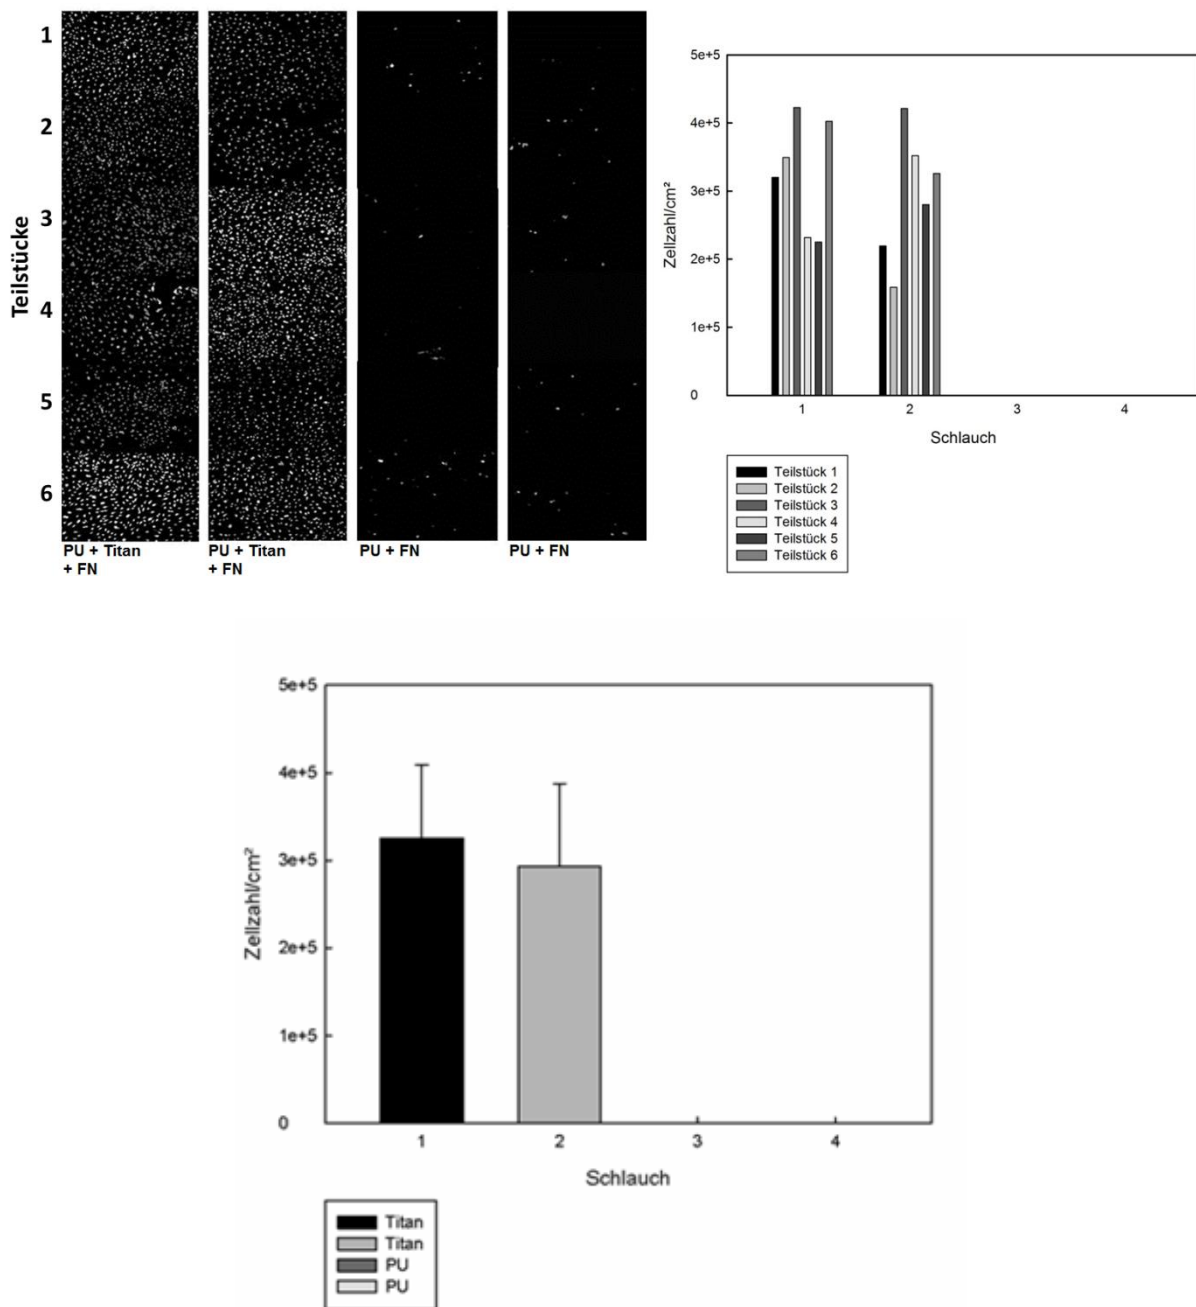 Teilstücke
1
2
3
4
5
6
PU + Titan
+ FN
PU + Titan
+ FN
PU + FN
PU + FN
Zellzahl/cm²
5e+5
4e+5
3e+5
2e+5
1e+5
0
1 2 3 4
Schlauch
Teilstück 1
Teilstück 2
Teilstück 3
Teilstück 4
Teilstück 5
Teilstück 6
Zellzahl/cm²
5e+5
4e+5
3e+5
2e+5
1e+5
0
1 2 3 4
Schlauch
Titan
Titan
PU
PU